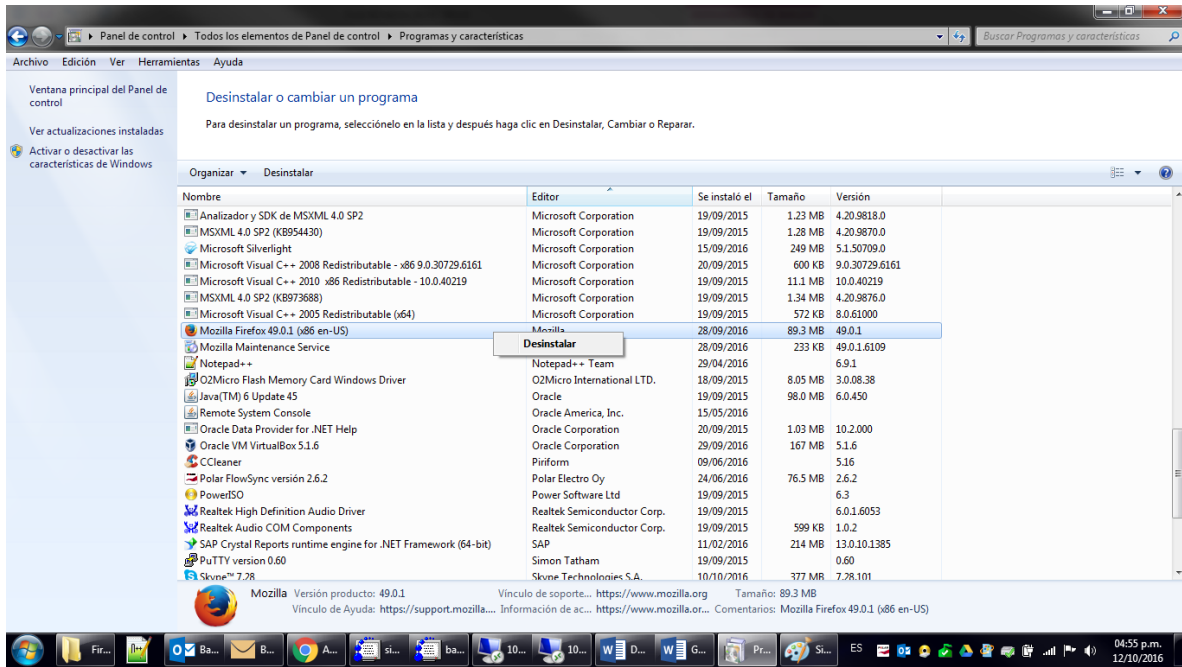 Panel de control ▸ Todos los elementos de Panel de control ▸ Programas y características
Buscar Programas y características
Archivo Edición Ver Herramientas Ayuda
Ventana principal del Panel de control
Ver actualizaciones instaladas
Activar o desactivar las características de Windows
Desinstalar o cambiar un programa
Para desinstalar un programa, selecciónelo en la lista y después haga clic en Desinstalar, Cambiar o Reparar.
Organizar Desinstalar
Nombre Editor Se instaló el Tamaño Versión
Analizador y SDK de MSXML 4.0 SP2 Microsoft Corporation 19/09/2015 1.23 MB 4.20.9818.0
MSXML 4.0 SP2 (KB954430) Microsoft Corporation 19/09/2015 1.28 MB 4.20.9870.0
Microsoft Silverlight Microsoft Corporation 15/09/2016 249 MB 5.1.50709.0
Microsoft Visual C++ 2008 Redistributable - x86 9.0.30729.6161 Microsoft Corporation 20/09/2015 600 KB 9.0.30729.6161
Microsoft Visual C++ 2010 x86 Redistributable - 10.0.40219 Microsoft Corporation 19/09/2015 11.1 MB 10.0.40219
MSXML 4.0 SP2 (KB973688) Microsoft Corporation 19/09/2015 1.34 MB 4.20.9876.0
Microsoft Visual C++ 2005 Redistributable (x64) Microsoft Corporation 19/09/2015 572 KB 8.0.61000
Mozilla Firefox 49.0.1 (x86 en-US) Mozilla 28/09/2016 89.3 MB 49.0.1
Desinstalar
Mozilla Maintenance Service 28/09/2016 233 KB 49.0.1.6109
Notepad++ Notepad++ Team 29/04/2016 6.9.1
O2Micro Flash Memory Card Windows Driver O2Micro International LTD. 18/09/2015 8.05 MB 3.0.08.38
Java(TM) 6 Update 45 Oracle 19/09/2015 98.0 MB 6.0.450
Remote System Console Oracle America, Inc. 15/05/2016
Oracle Data Provider for .NET Help Oracle Corporation 20/09/2015 1.03 MB 10.2.000
Oracle VM VirtualBox 5.1.6 Oracle Corporation 29/09/2016 167 MB 5.1.6
CCleaner Piriform 09/06/2016 5.16
Polar FlowSync versión 2.6.2 Polar Electro Oy 24/06/2016 76.5 MB 2.6.2
PowerISO Power Software Ltd 19/09/2015 6.3
Realtek High Definition Audio Driver Realtek Semiconductor Corp. 19/09/2015 6.0.1.6053
Realtek Audio COM Components Realtek Semiconductor Corp. 19/09/2015 599 KB 1.0.2
SAP Crystal Reports runtime engine for .NET Framework (64-bit) SAP 11/02/2016 214 MB 13.0.10.1385
PuTTY version 0.60 Simon Tatham 19/09/2015 0.60
Skype™ 7.28 Skype Technologies S.A. 10/10/2016 377 MB 7.28.101
Mozilla Versión producto: 49.0.1 Vínculo de soporte... https://www.mozilla.org Tamaño: 89.3 MB
Vínculo de Ayuda: https://support.mozilla.... Información de ac... https://www.mozilla.or... Comentarios: Mozilla Firefox 49.0.1 (x86 en-US)
Fir... Ba... B... A... si... ba... 10... 10... D... G... Pr... Si... ES 04:55 p.m.
12/10/2016